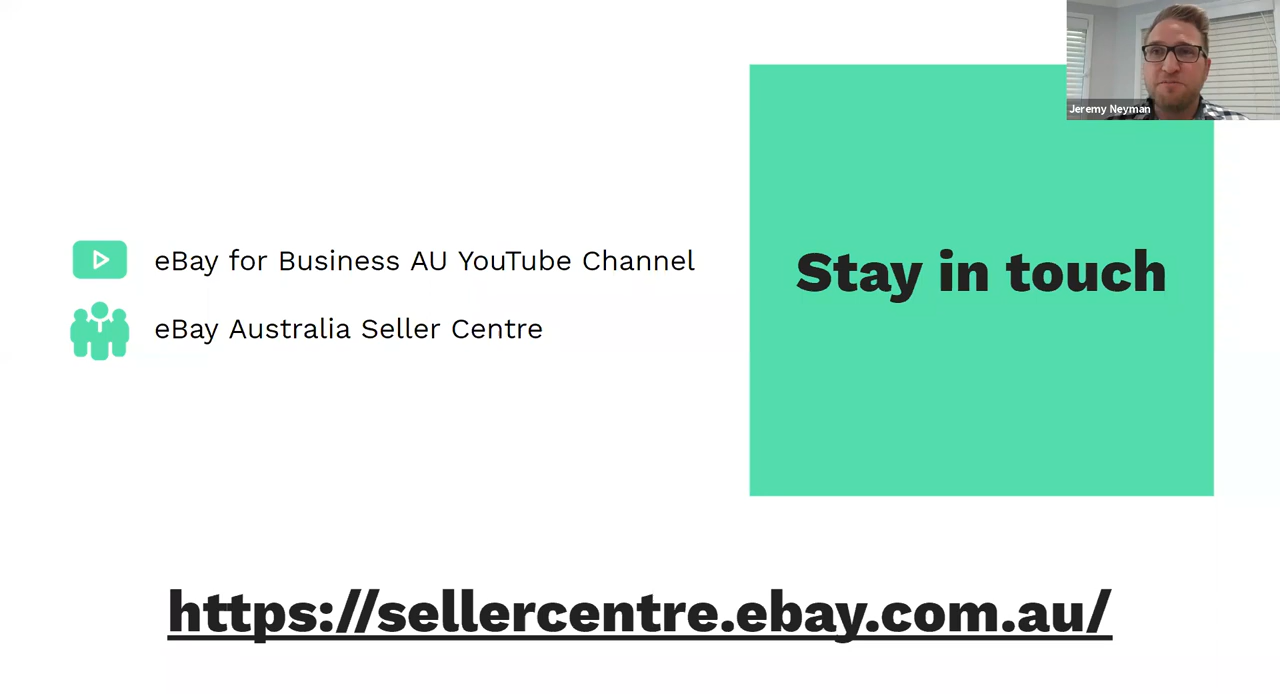 Jeremy Neyman
eBay for Business AU YouTube Channel
eBay Australia Seller Centre
Stay in touch
https://sellercentre.ebay.com.au/